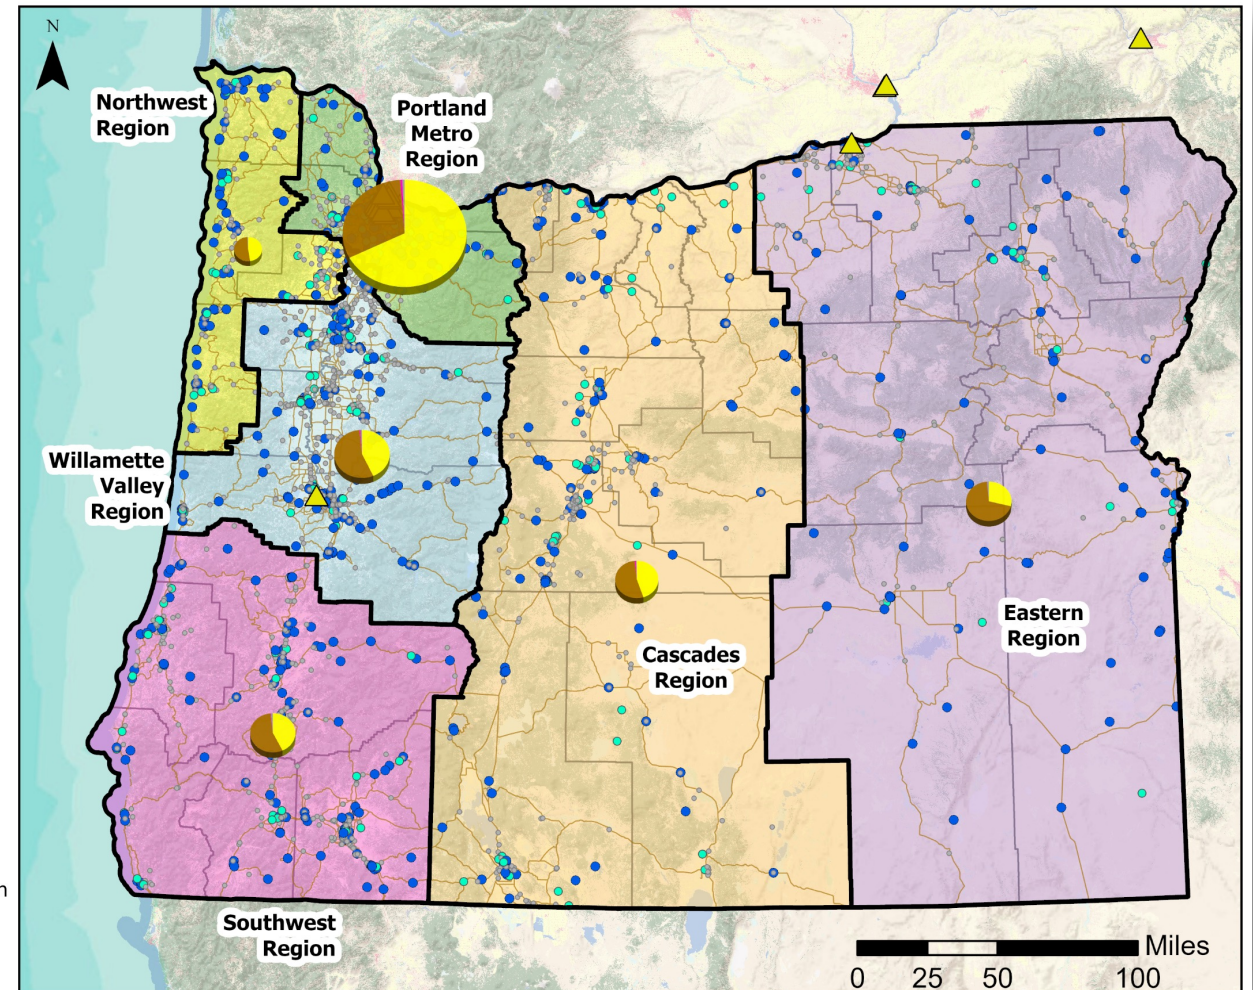 N
Northwest
Region
Portland
Metro
Region
Willamette
Valley
Region
Eastern
Region
Cascades
Region
n
Southwest
Region
Miles
0 25 50 100